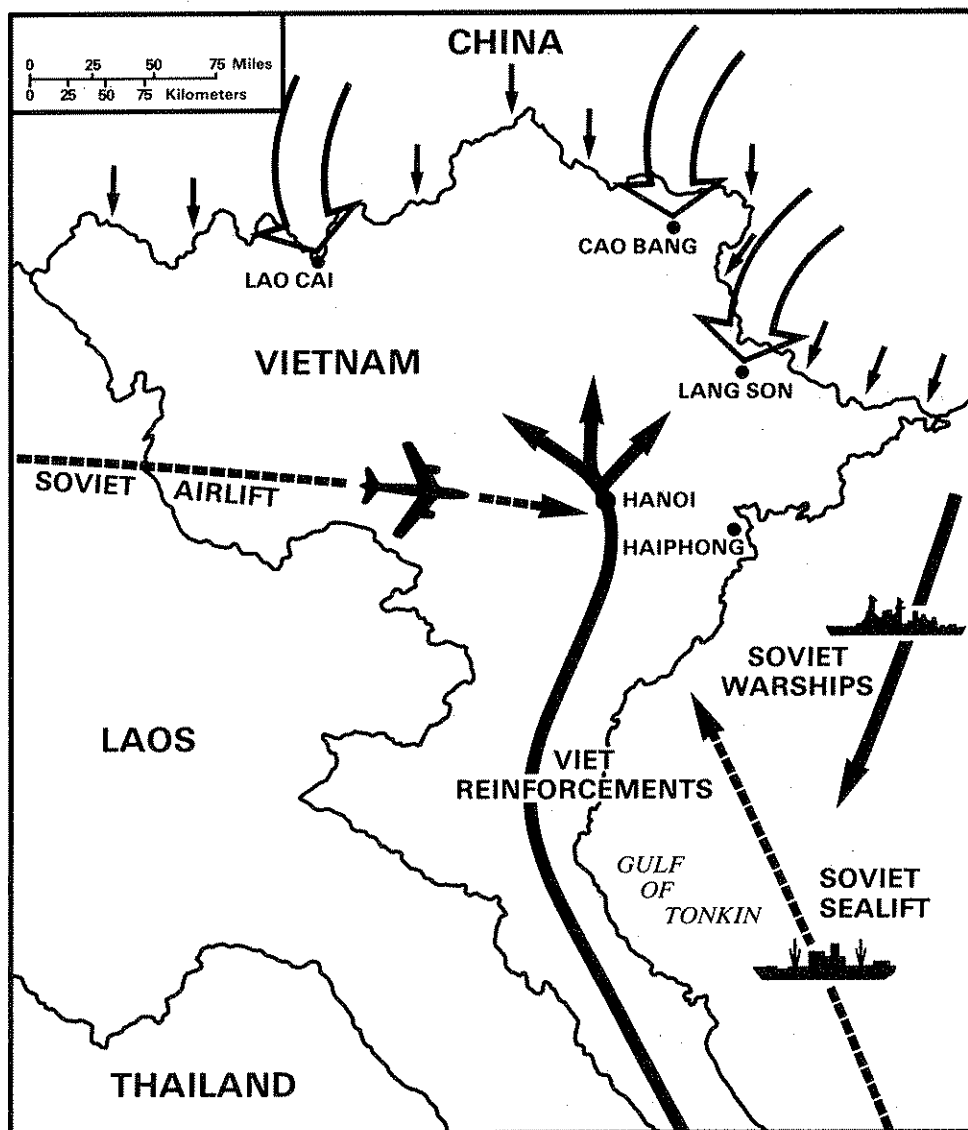 CHINA
0 25 50 75 Miles
0 25 50 75 Kilometers
CAO BANG
LAO CAI
VIETNAM
LANG SON
SOVIET AIRLIFT
HANOI
HAIPHONG
SOVIET
WARSHIPS
LAOS
VIET
REINFORCEMENTS
GULF
OF
TONKIN
SOVIET
SEALIFT
THAILAND